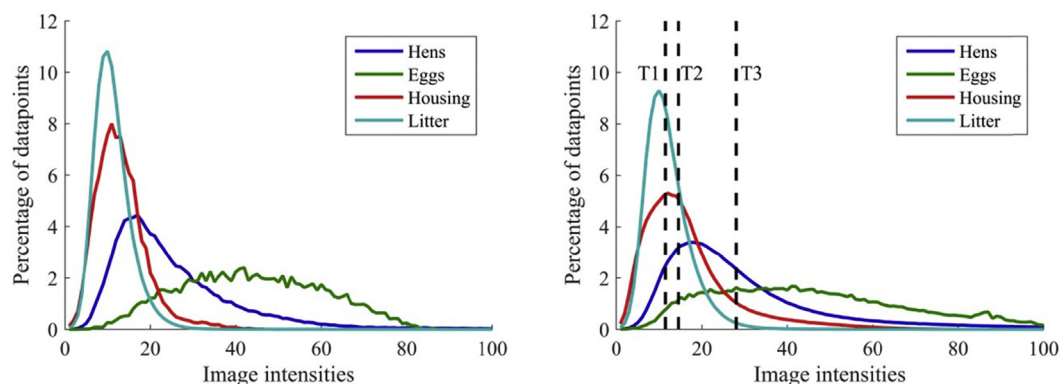 12
10
8
6
4
2
0
Percentage of datapoints
Hens
Eggs
Housing
Litter
0 20 40 60 80 100
Image intensities
12
10
8
6
4
2
0
Percentage of datapoints
T1 T2 T3
Hens
Eggs
Housing
Litter
0 20 40 60 80 100
Image intensities